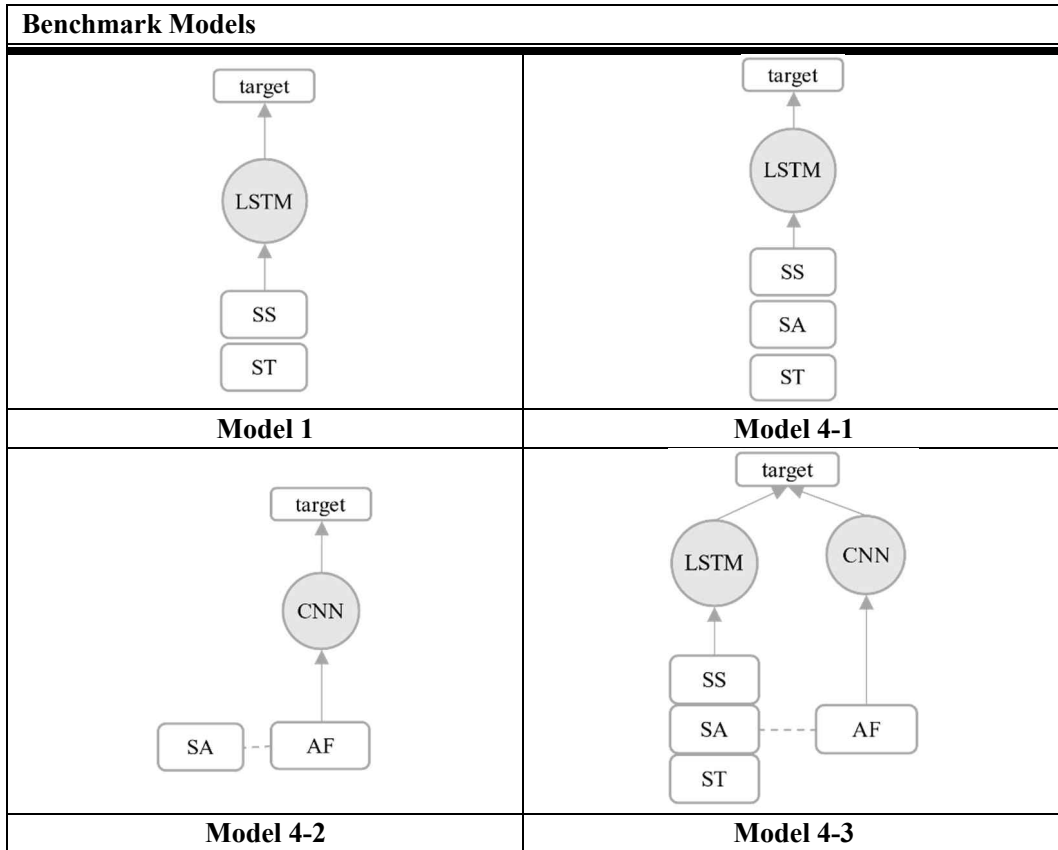 Benchmark Models
target
LSTM
SS
ST
Model 1
target
LSTM
SS
SA
ST
Model 4-1
target
CNN
SA
AF
Model 4-2
target
LSTM
CNN
SS
SA
AF
ST
Model 4-3